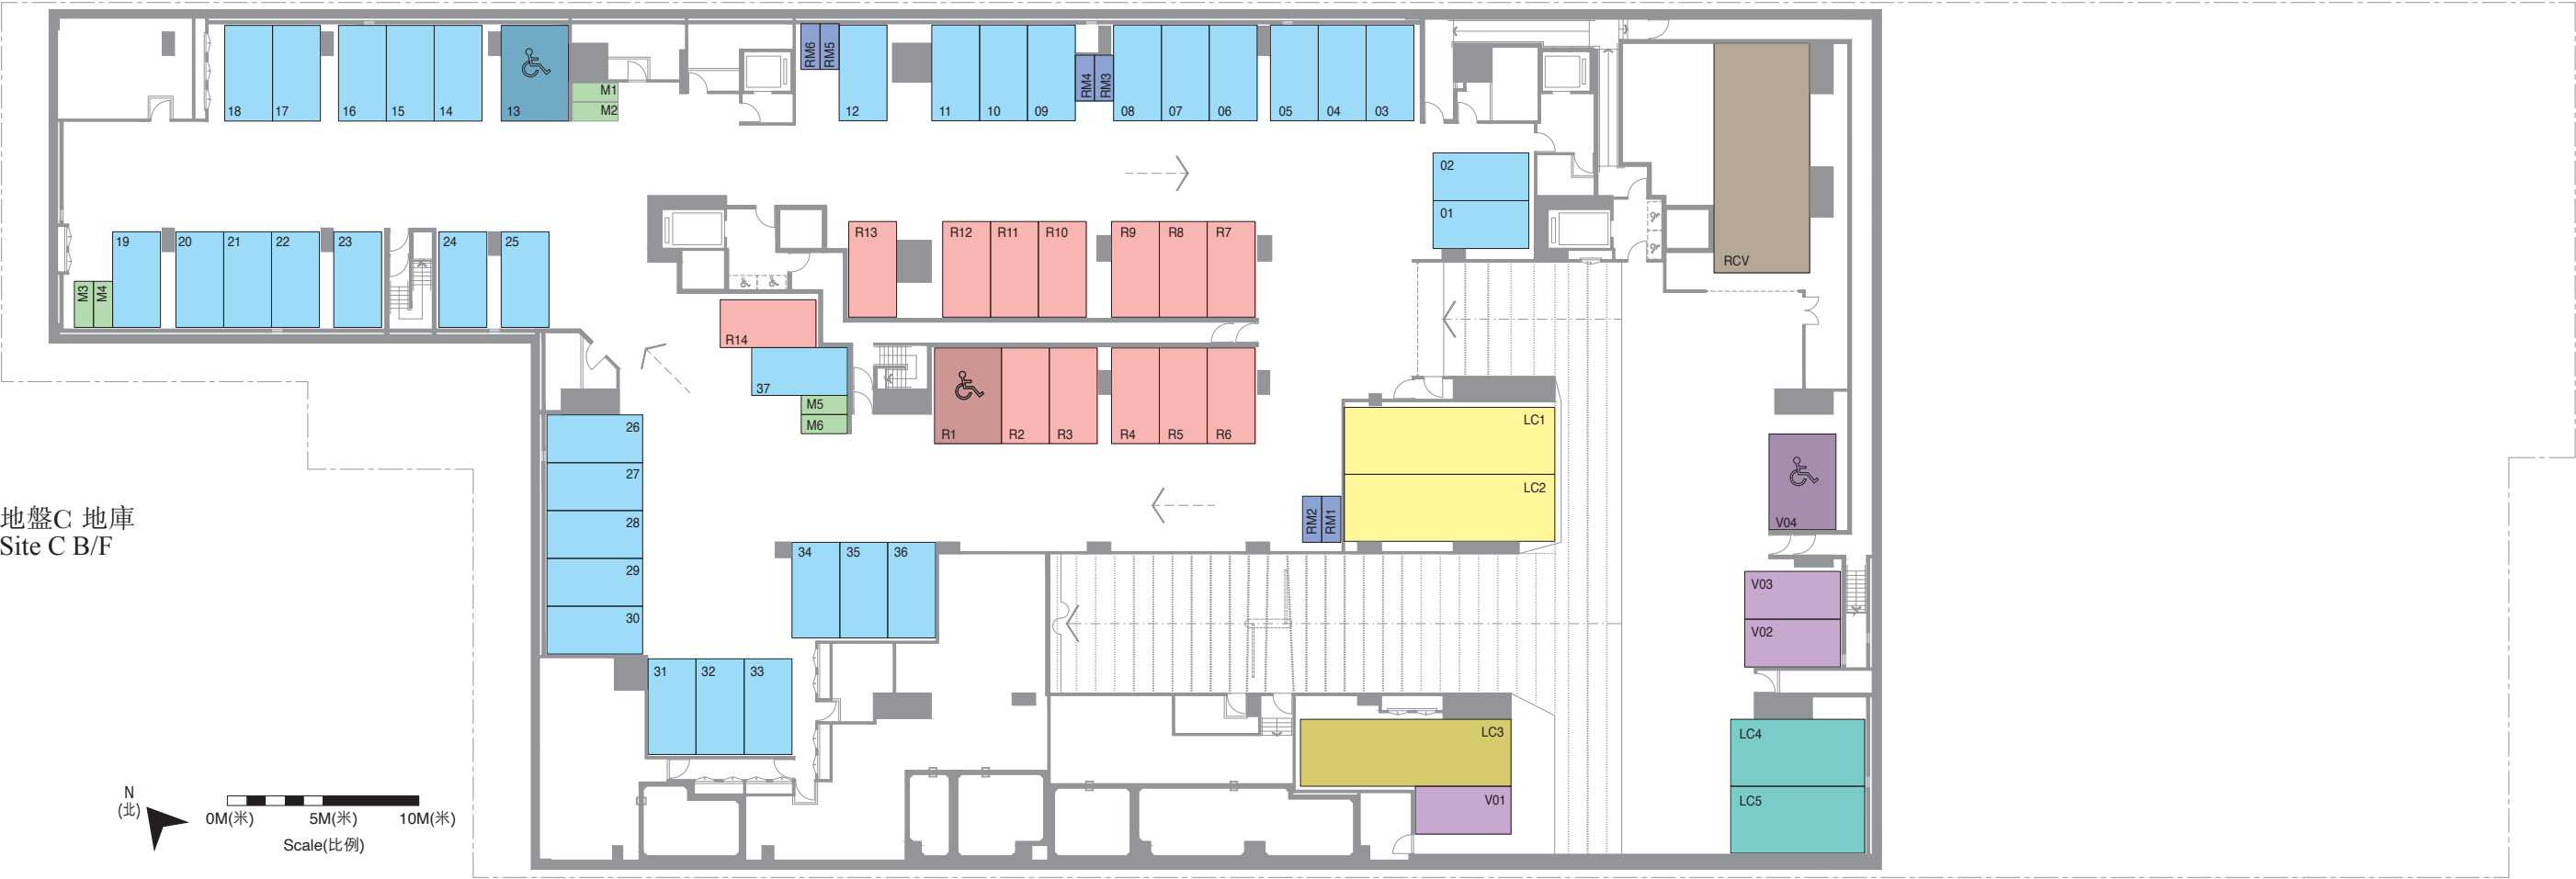 RM6
RM5
M1
M2
RM4
RM3
18
17
16
15
14
13
12
11
10
09
08
07
06
05
04
03
02
01
RCV
19
20
21
22
23
24
25
R13
R12
R11
R10
R9
R8
R7
M3
M4
R14
37
M5
M6
R1
R2
R3
R4
R5
R6
LC1
LC2
RM2
RM1
V04
26
27
28
29
30
地盤C 地庫
Site C B/F
34
35
36
V03
V02
31
32
33
LC3
V01
LC4
LC5
N
(北)
0M(米)
5M(米)
10M(米)
Scale(比例)